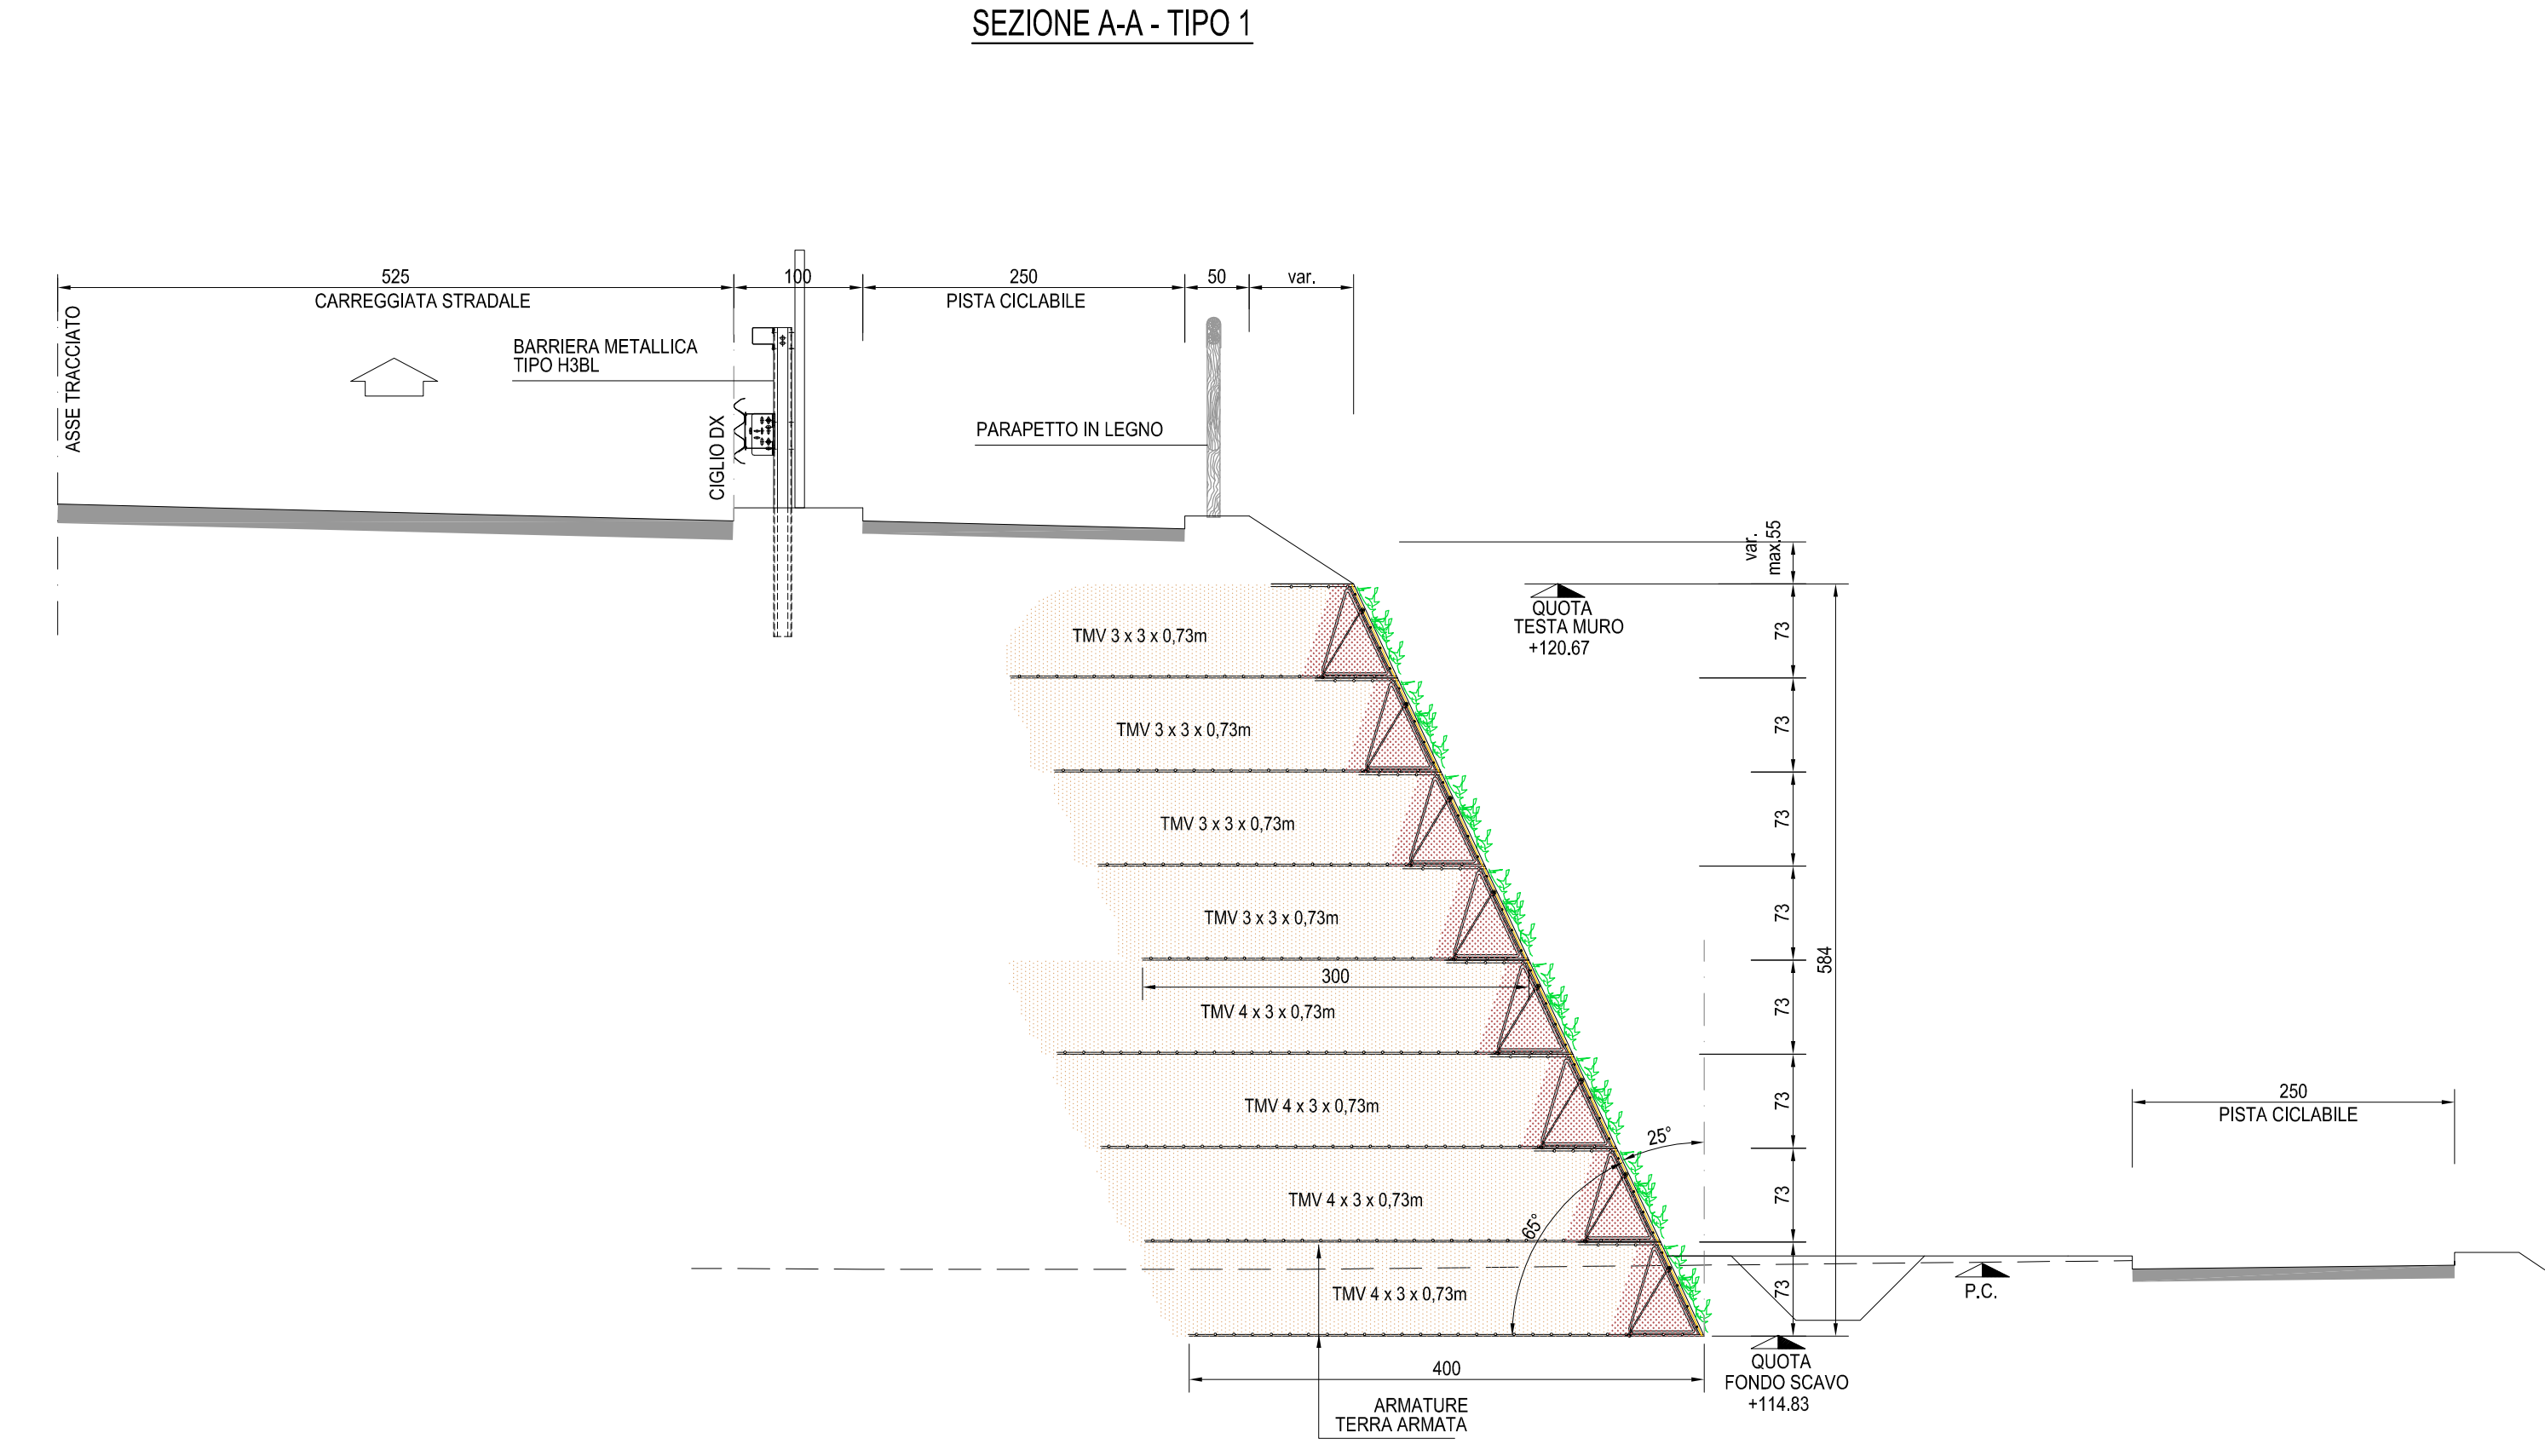 SEZIONE A-A - TIPO 1
525
100
250
50
var.
CARREGGIATA STRADALE
PISTA CICLABILE
ASSE TRACCIATO
BARRIERA METALLICA
TIPO H3BL
CIGLIO DX
PARAPETTO IN LEGNO
var.
max.55
QUOTA
TESTA MURO
+120.67
TMV 3 x 3 x 0,73m
73
TMV 3 x 3 x 0,73m
73
TMV 3 x 3 x 0,73m
73
TMV 3 x 3 x 0,73m
73
584
300
TMV 4 x 3 x 0,73m
73
TMV 4 x 3 x 0,73m
73
250
PISTA CICLABILE
25°
TMV 4 x 3 x 0,73m
73
65°
TMV 4 x 3 x 0,73m
73
P.C.
400
QUOTA
FONDO SCAVO
+114.83
ARMATURE
TERRA ARMATA